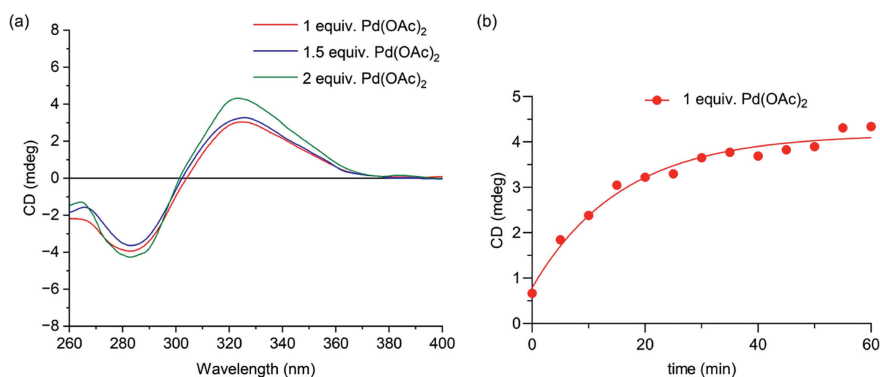 (a)
1 equiv. Pd(OAc)2
1.5 equiv. Pd(OAc)2
2 equiv. Pd(OAc)2
8
6
4
2
0
−2
−4
−6
−8
CD (mdeg)
260 280 300 325 340 360 380 400
Wavelength (nm)
(b)
1 equiv. Pd(OAc)2
5
4
3
2
1
0
CD (mdeg)
0 20 40 60
time (min)